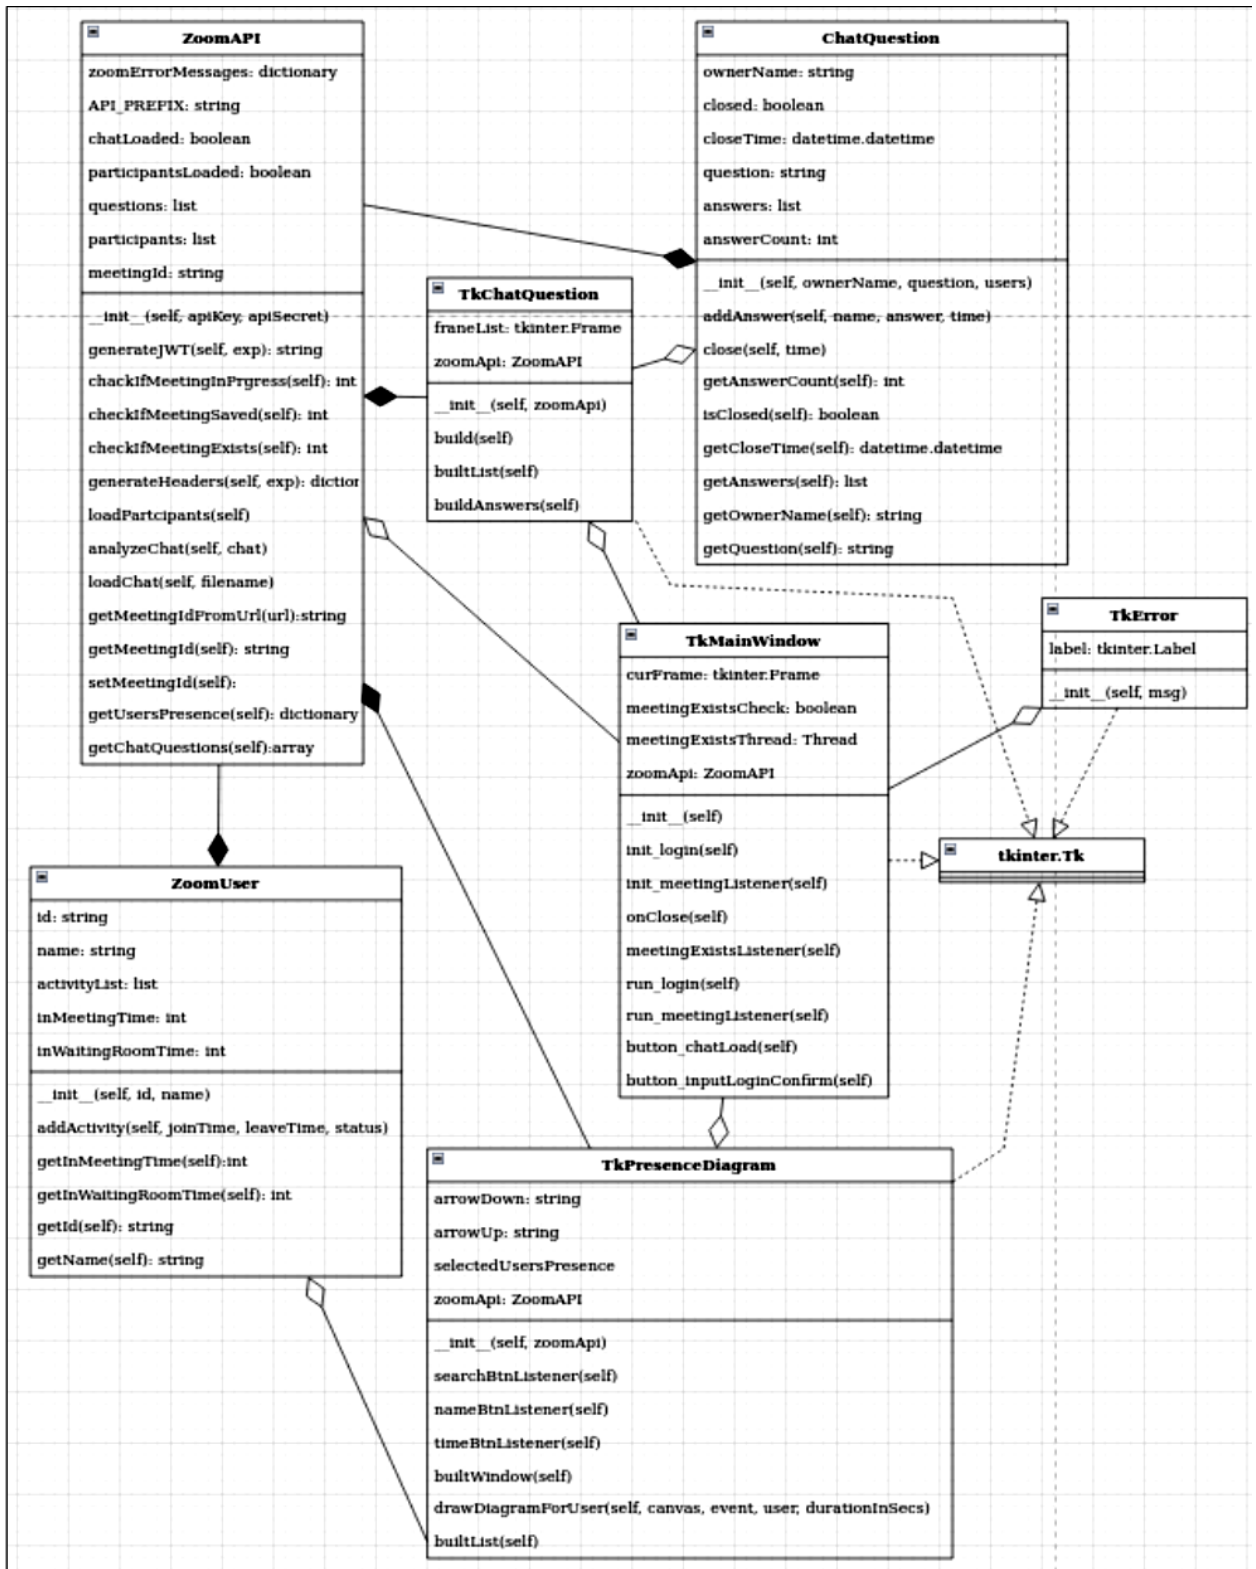 ZoomAPI
zoomErrorMessages: dictionary
API_PREFIX: string
chatLoaded: boolean
participantsLoaded: boolean
questions: list
participants: list
meetingId: string
__init__(self, apiKey, apiSecret)
generateJWT(self, exp): string
chackIfMeetingInPrgress(self): int
checkIfMeetingSaved(self): int
checkIfMeetingExists(self): int
generateHeaders(self, exp): diction
loadPartcipants(self)
analyzeChat(self, chat)
loadChat(self, filename)
getMeetingIdFromUrl(url):string
getMeetingId(self): string
setMeetingId(self):
getUsersPresence(self): dictionary
getChatQuestions(self):array
ChatQuestion
ownerName: string
closed: boolean
closeTime: datetime.datetime
question: string
answers: list
answerCount: int
__init__(self, ownerName, question, users)
addAnswer(self, name, answer, time)
close(self, time)
getAnswerCount(self): int
isClosed(self): boolean
getCloseTime(self): datetime.datetime
getAnswers(self): list
getOwnerName(self): string
getQuestion(self): string
TkChatQuestion
franeList: tkinter.Frame
zoomApi: ZoomAPI
__init__(self, zoomApi)
build(self)
builtList(self)
buildAnswers(self)
TkError
label: tkinter.Label
__init__(self, msg)
TkMainWindow
curFrame: tkinter.Frame
meetingExistsCheck: boolean
meetingExistsThread: Thread
zoomApi: ZoomAPI
__init__(self)
init_login(self)
init_meetingListener(self)
onClose(self)
meetingExistsListener(self)
run_login(self)
run_meetingListener(self)
button_chatLoad(self)
button_inputLoginConfirm(self)
tkinter.Tk
ZoomUser
id: string
name: string
activityList: list
inMeetingTime: int
inWaitingRoomTime: int
__init__(self, id, name)
addActivity(self, joinTime, leaveTime, status)
getInMeetingTime(self):int
getInWaitingRoomTime(self): int
getId(self): string
getName(self): string
TkPresenceDiagram
arrowDown: string
arrowUp: string
selectedUsersPresence
zoomApi: ZoomAPI
__init__(self, zoomApi)
searchBtnListener(self)
nameBtnListener(self)
timeBtnListener(self)
builtWindow(self)
drawDiagramForUser(self, canvas, event, user, durationInSecs)
builtList(self)